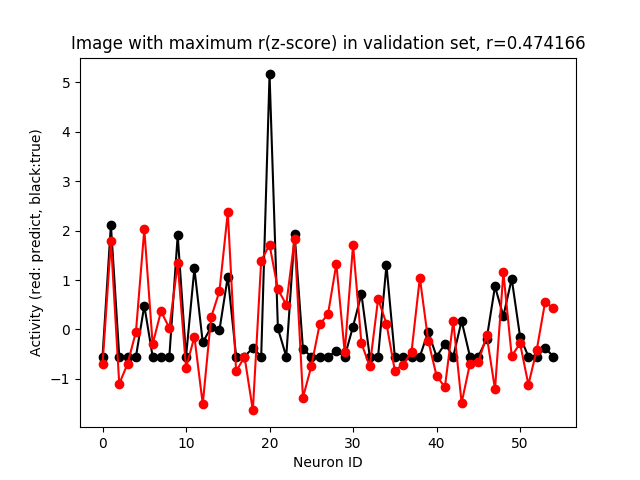 Image with maximum r(z-score) in validation set, r=0.474166
Activity (red: predict, black:true)
5
4
3
2
1
0
−1
0 10 20 30 40 50
Neuron ID